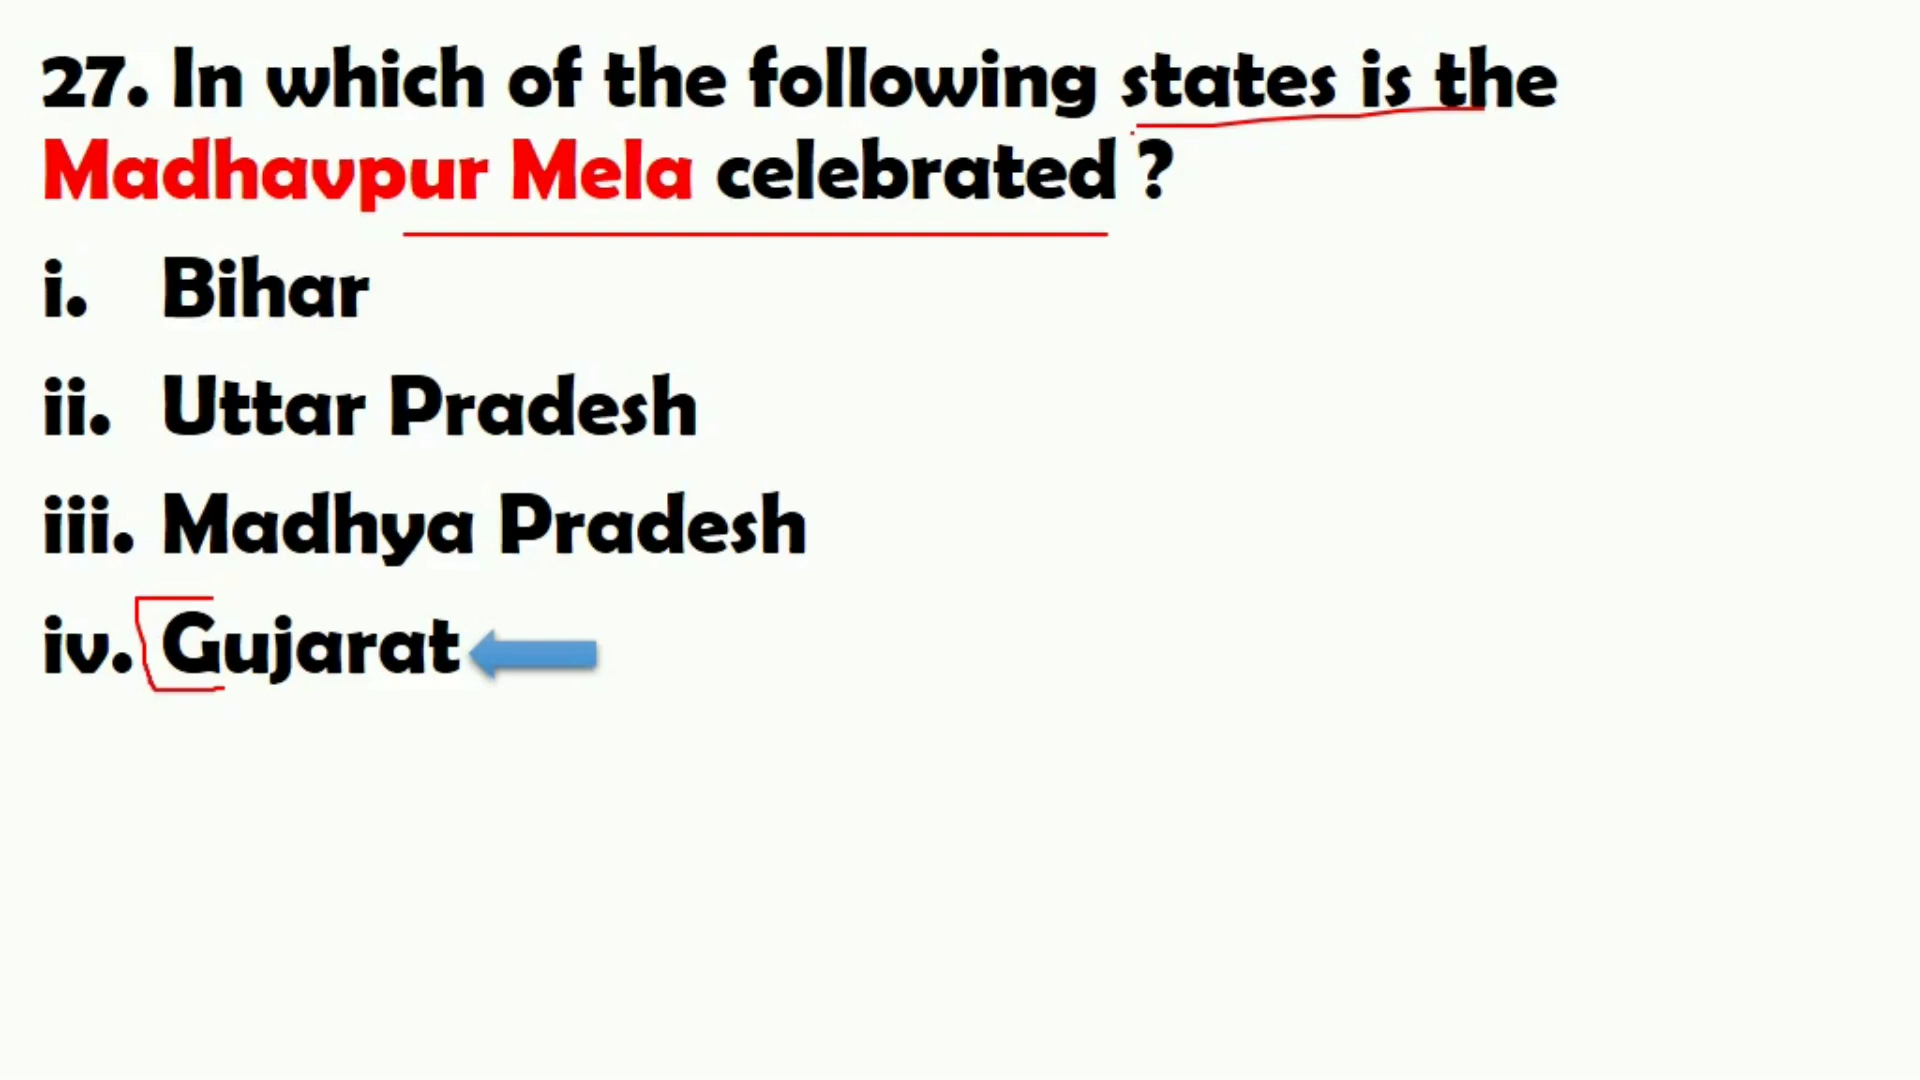 27. In which of the following states is the
Madhavpur Mela celebrated ?
i. Bihar
ii. Uttar Pradesh
iii. Madhya Pradesh
iv. Gujarat